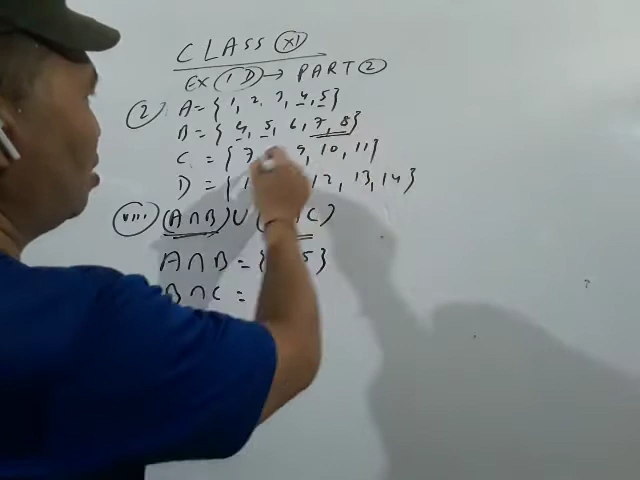 CLASS XI
EX 1 D → PART 2
2 A = { 1, 2, 3, 4, 5 }
B = { 4, 5, 6, 7, 8 }
C = { 7, 9, 10, 11 }
D = { 1 12, 13, 14 }
viii (A ∩ B) ∪ ( C )
A ∩ B = { 5 }
B ∩ C =